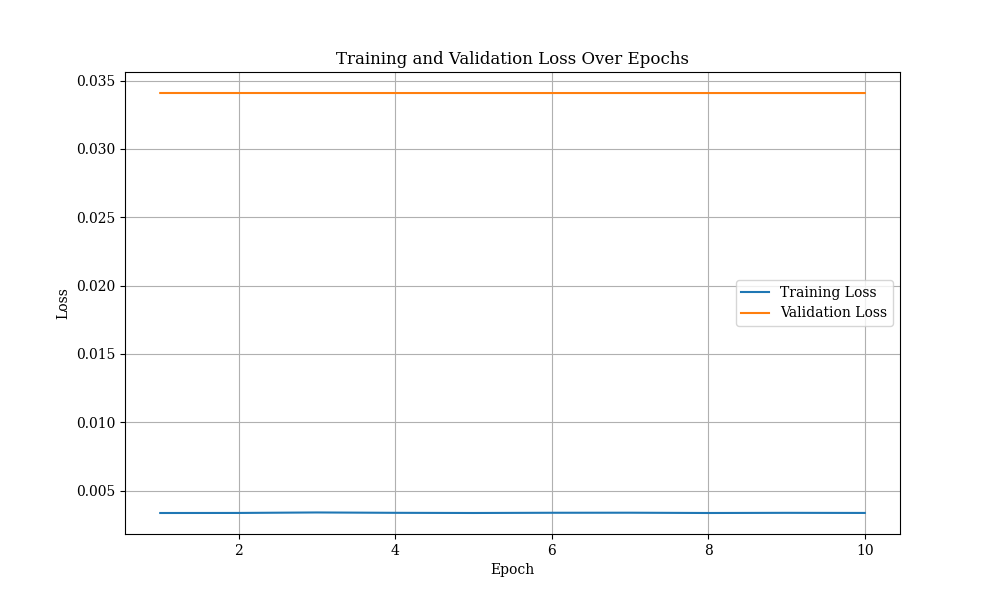 Training and Validation Loss Over Epochs
0.035
0.030
0.025
0.020
0.015
0.010
0.005
Loss
Training Loss
Validation Loss
2 4 6 8 10
Epoch